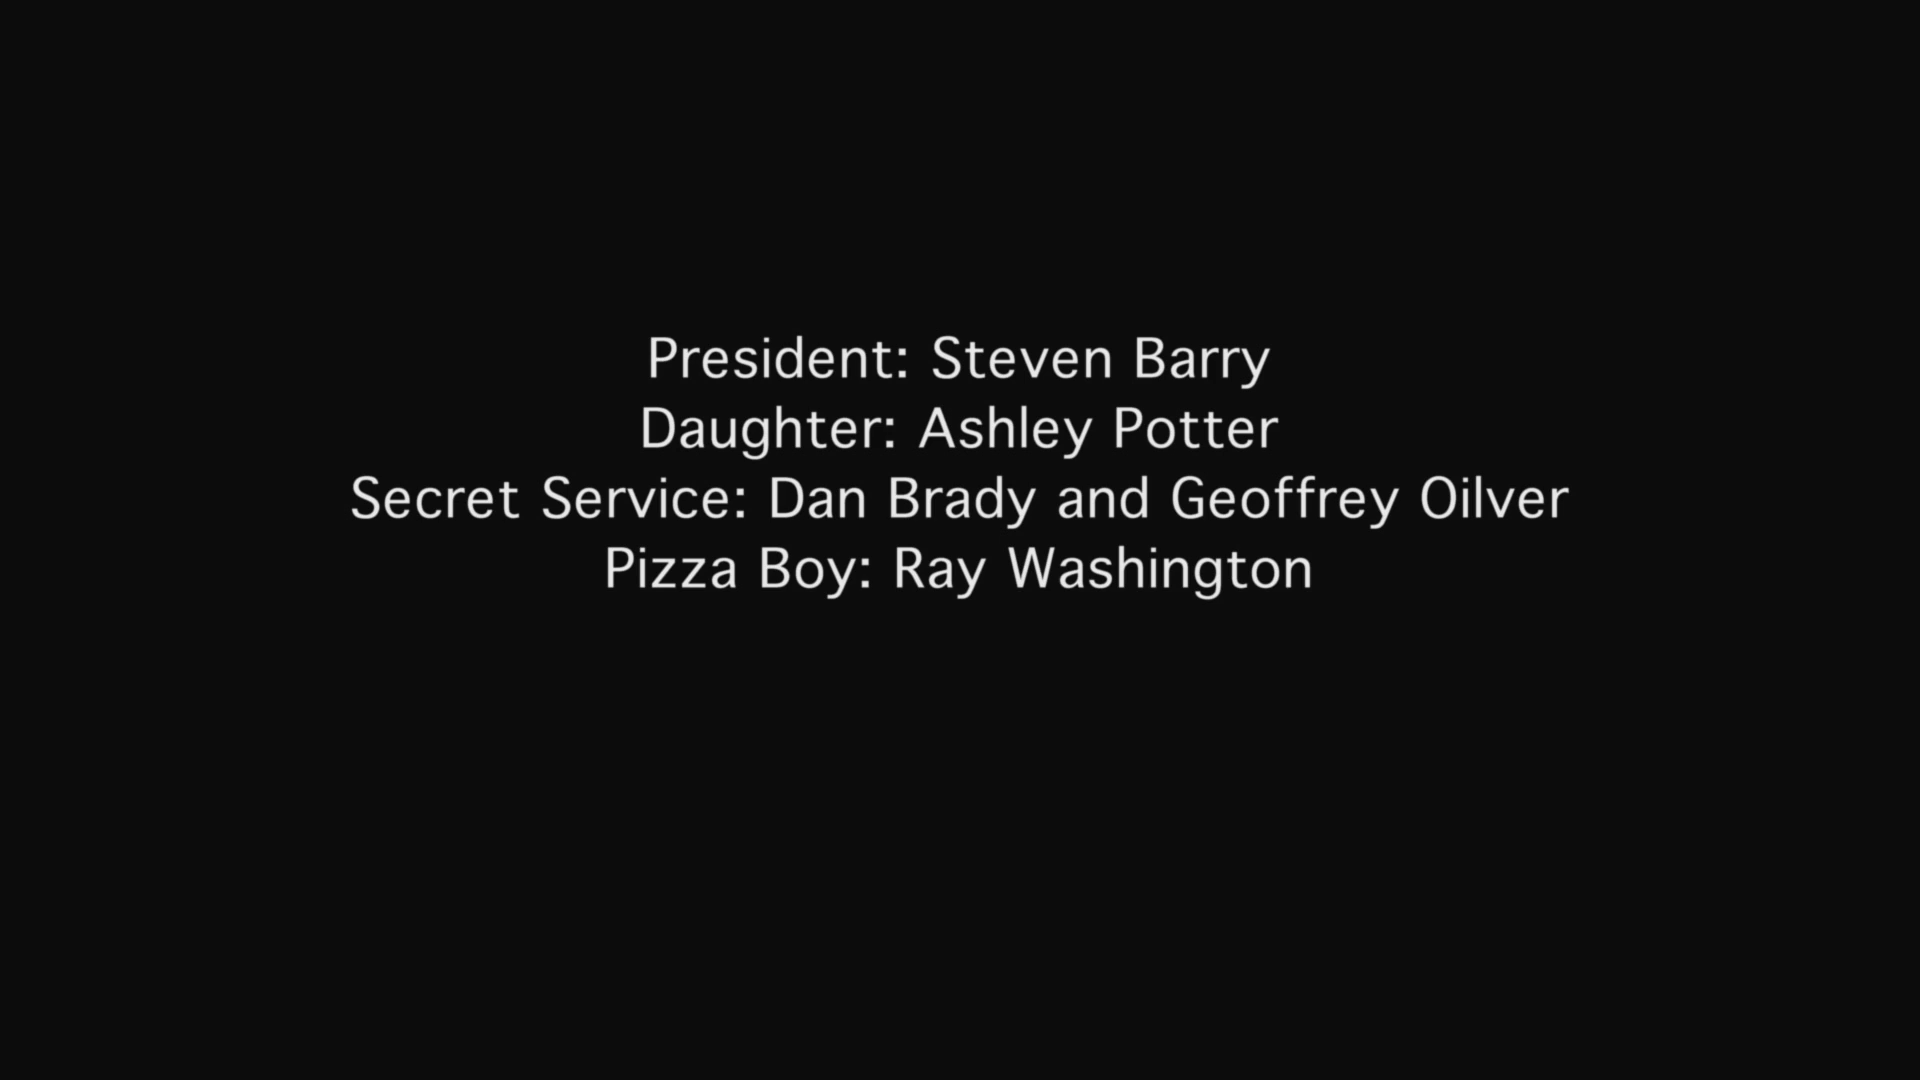 President: Steven Barry
Daughter: Ashley Potter
Secret Service: Dan Brady and Geoffrey Oilver
Pizza Boy: Ray Washington